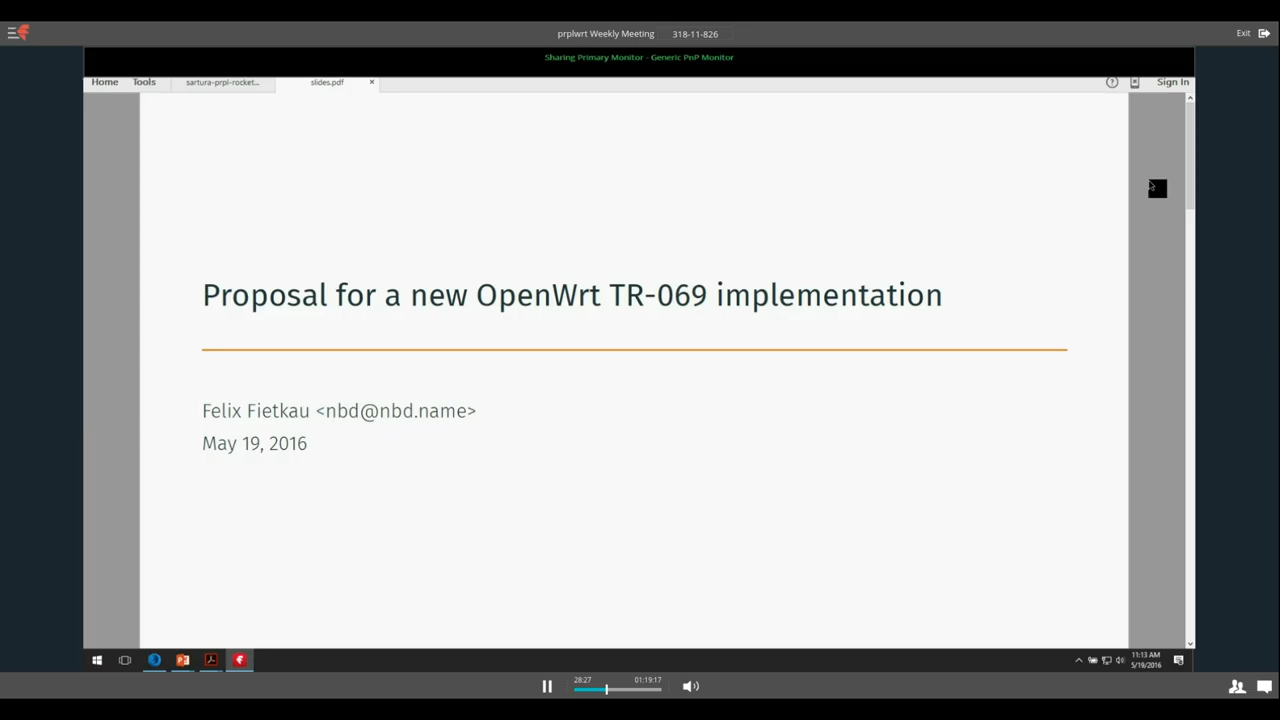 prplwrt Weekly Meeting 318-11-826
Exit
Sharing Primary Monitor - Generic PnP Monitor
Home Tools sartura-prpl-rocket... slides.pdf × Sign In
Proposal for a new OpenWrt TR-069 implementation
Felix Fietkau <nbd@nbd.name>
May 19, 2016
11:13 AM
5/19/2016
28:27 01:19:17